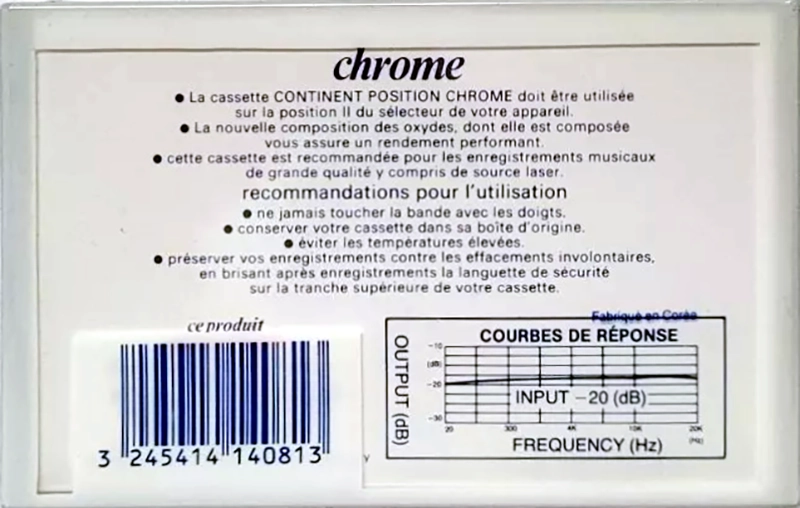 chrome
● La cassette CONTINENT POSITION CHROME doit être utilisée
sur la position II du sélecteur de votre appareil.
● La nouvelle composition des oxydes, dont elle est composée
vous assure un rendement performant.
● cette cassette est recommandée pour les enregistrements musicaux
de grande qualité y compris de source laser.
recommandations pour l'utilisation
● ne jamais toucher la bande avec les doigts.
● conserver votre cassette dans sa boîte d'origine.
● éviter les températures élevées.
● préserver vos enregistrements contre les effacements involontaires,
en brisant après enregistrements la languette de sécurité
sur la tranche supérieure de votre cassette.
ce produit
3 245414 140813
Fabriqué en Corée
COURBES DE RÉPONSE
OUTPUT (dB)
-10
(dB)
-20
-30
INPUT -20 (dB)
20 300 4K 10K 20K
(Hz)
FREQUENCY (Hz)